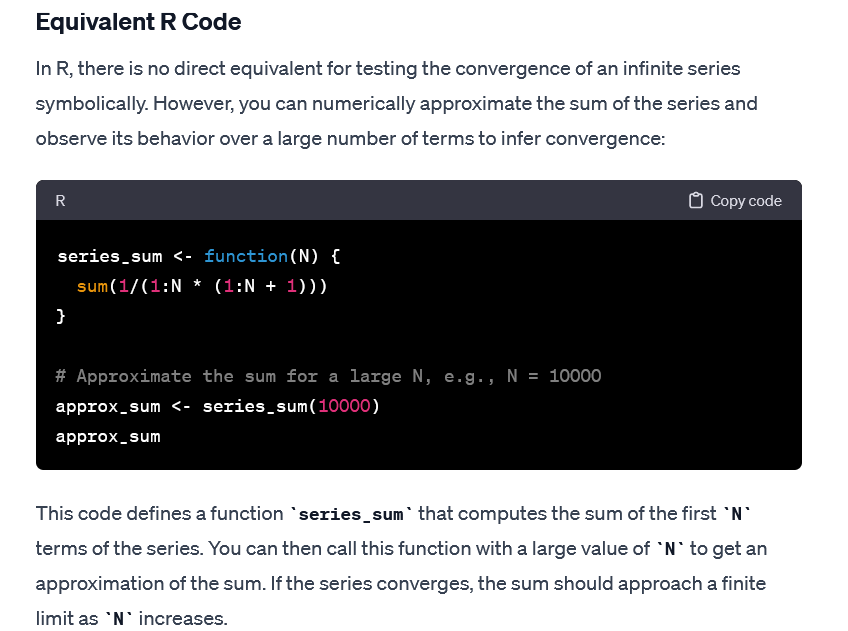 Equivalent R Code
In R, there is no direct equivalent for testing the convergence of an infinite series
symbolically. However, you can numerically approximate the sum of the series and
observe its behavior over a large number of terms to infer convergence:
R
Copy code
series_sum <- function(N) {
  sum(1/(1:N * (1:N + 1)))
}
# Approximate the sum for a large N, e.g., N = 10000
approx_sum <- series_sum(10000)
approx_sum
This code defines a function `series_sum` that computes the sum of the first `N`
terms of the series. You can then call this function with a large value of `N` to get an
approximation of the sum. If the series converges, the sum should approach a finite
limit as `N` increases.